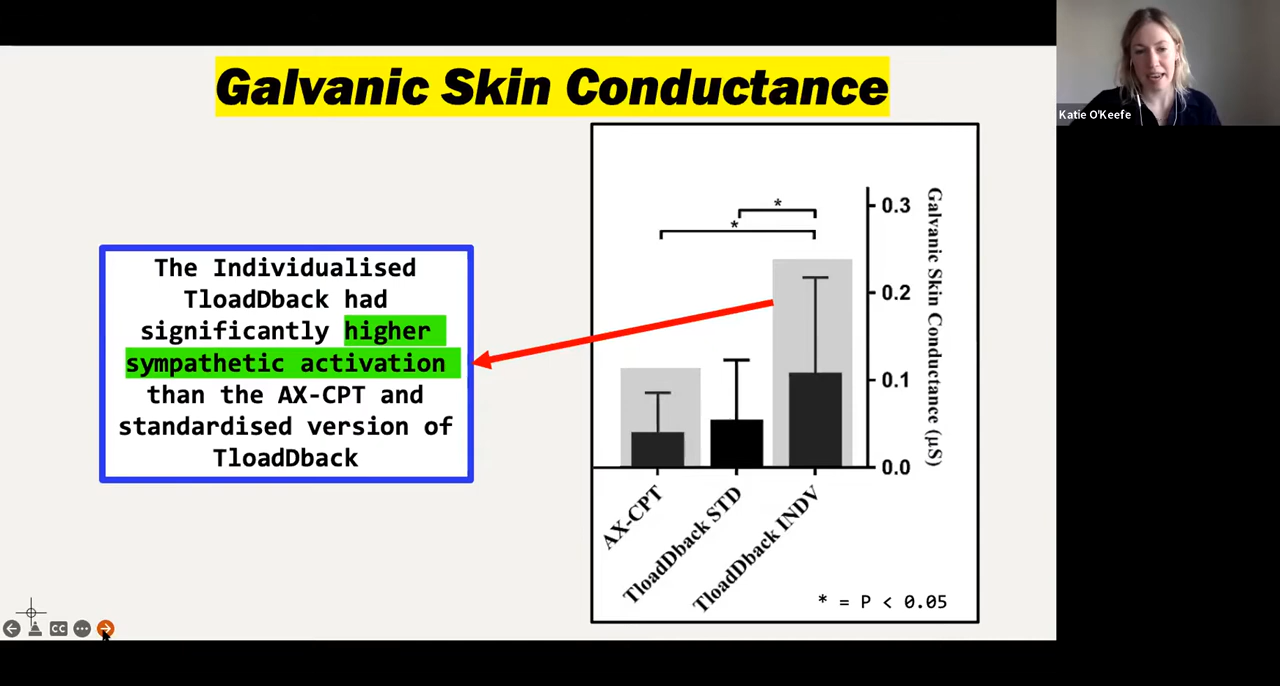 Galvanic Skin Conductance
Katie O'Keefe
The Individualised
TloadDback had
significantly higher
sympathetic activation
than the AX-CPT and
standardised version of
TloadDback
*
*
0.3
0.2
0.1
0.0
Galvanic Skin Conductance (µS)
AX-CPT
TloadDback STD
TloadDback INDV
* = P < 0.05
CC